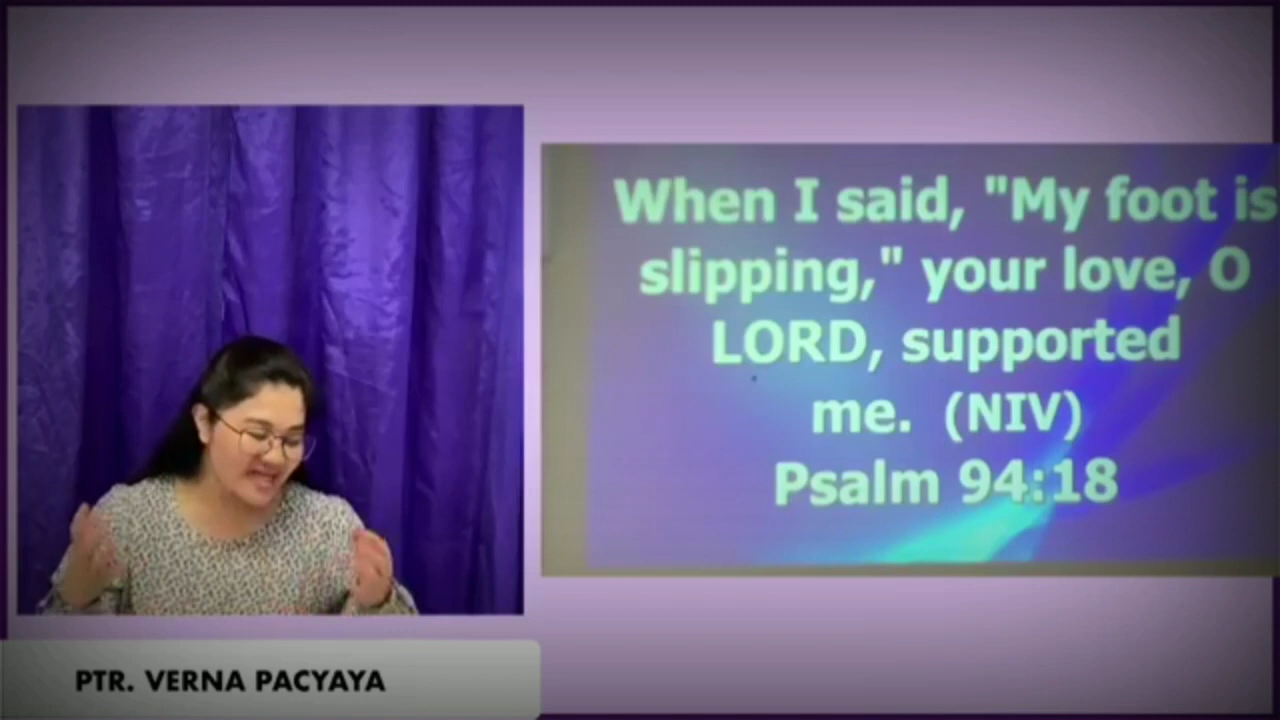 When I said, "My foot is
slipping," your love, O
LORD, supported
me. (NIV)
Psalm 94:18
PTR. VERNA PACYAYA